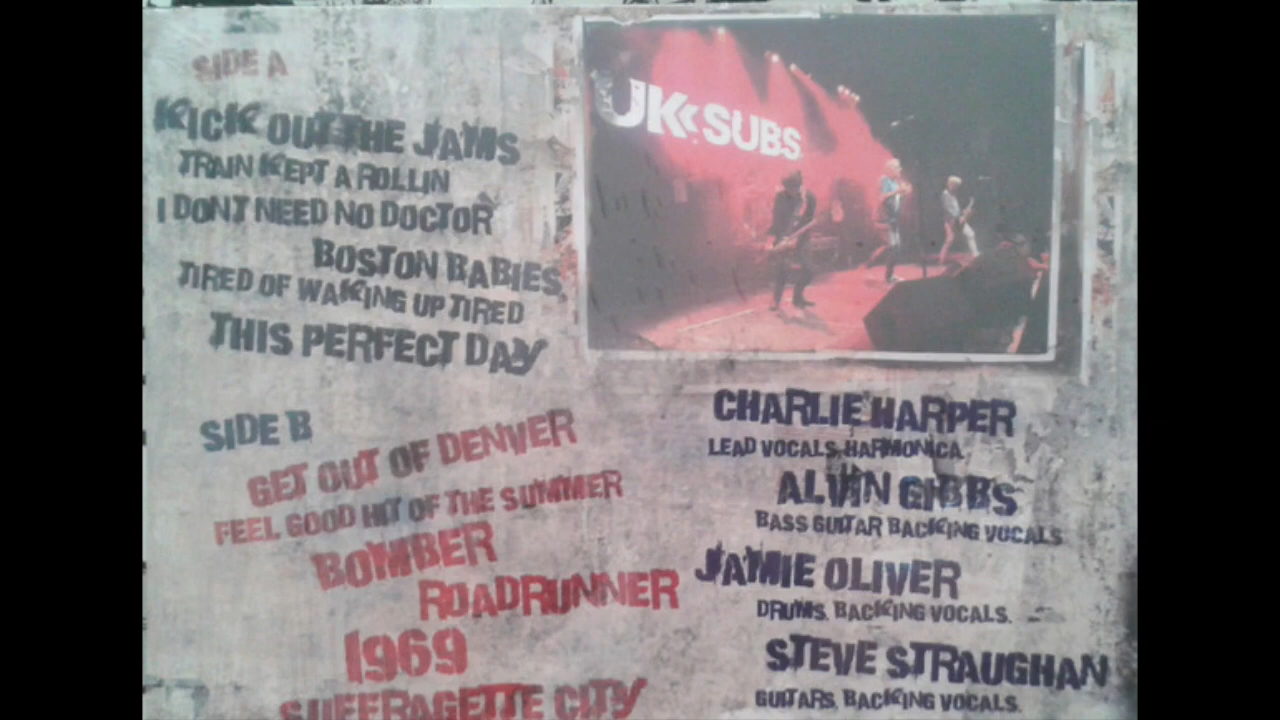 SIDE A
KICK OUT THE JAMS
TRAIN KEPT A ROLLIN
I DONT NEED NO DOCTOR
BOSTON BABIES
TIRED OF WAKING UP TIRED
THIS PERFECT DAY
SIDE B
GET OUT OF DENVER
FEEL GOOD HIT OF THE SUMMER
BOMBER
ROADRUNNER
1969
SUFFRAGETTE CITY
UK SUBS
CHARLIE HARPER
LEAD VOCALS, HARMONICA.
ALVIN GIBBS
BASS GUITAR BACKING VOCALS
JAMIE OLIVER
DRUMS, BACKING VOCALS.
STEVE STRAUGHAN
GUITARS, BACKING VOCALS.